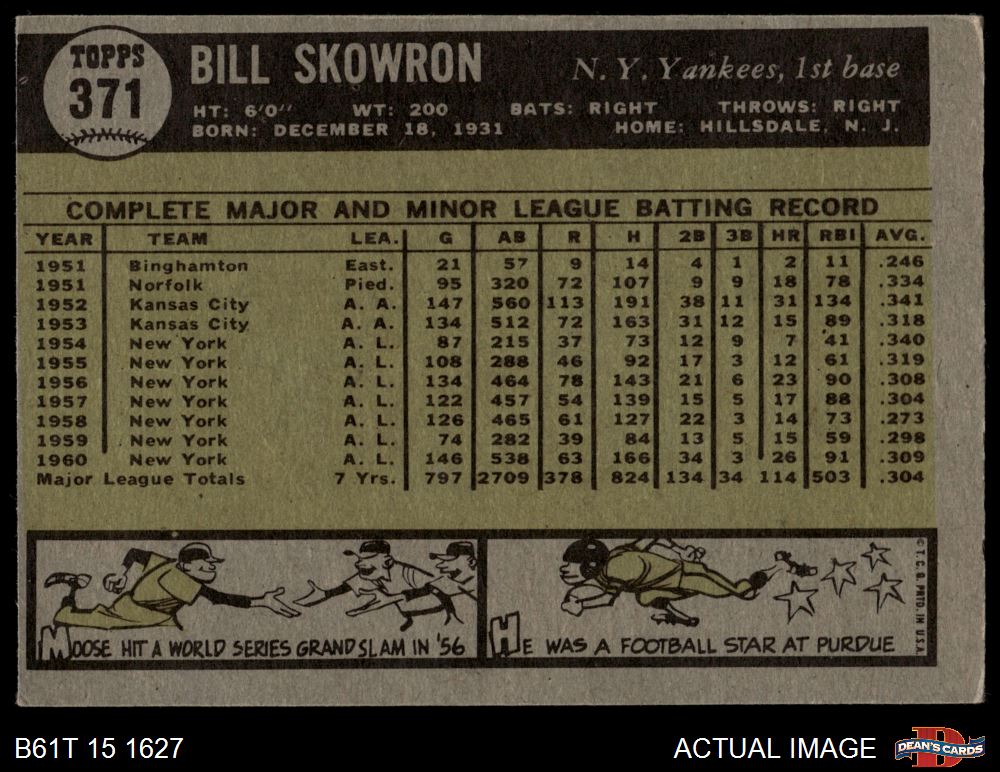 TOPPS
371
BILL SKOWRON N. Y. Yankees, 1st base
HT: 6'0'' WT: 200 BATS: RIGHT THROWS: RIGHT
BORN: DECEMBER 18, 1931 HOME: HILLSDALE, N. J.
COMPLETE MAJOR AND MINOR LEAGUE BATTING RECORD
YEAR TEAM LEA. G AB R H 2B 3B HR RBI AVG.
1951 Binghamton East. 21 57 9 14 4 1 2 11 .246
1951 Norfolk Pied. 95 320 72 107 9 9 18 78 .334
1952 Kansas City A. A. 147 560 113 191 38 11 31 134 .341
1953 Kansas City A. A. 134 512 72 163 31 12 15 89 .318
1954 New York A. L. 87 215 37 73 12 9 7 41 .340
1955 New York A. L. 108 288 46 92 17 3 12 61 .319
1956 New York A. L. 134 464 78 143 21 6 23 90 .308
1957 New York A. L. 122 457 54 139 15 5 17 88 .304
1958 New York A. L. 126 465 61 127 22 3 14 73 .273
1959 New York A. L. 74 282 39 84 13 5 15 59 .298
1960 New York A. L. 146 538 63 166 34 3 26 91 .309
Major League Totals 7 Yrs. 797 2709 378 824 134 34 114 503 .304
MOOSE HIT A WORLD SERIES GRAND SLAM IN '56
HE WAS A FOOTBALL STAR AT PURDUE
© T. C. G. PRTD. IN U.S.A.
B61T 15 1627
ACTUAL IMAGE
DEAN'S CARDS